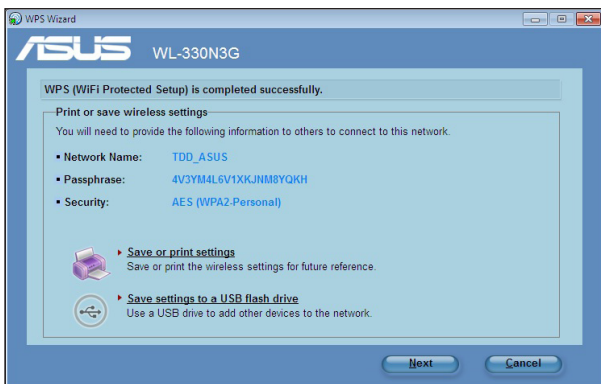 WPS Wizard
ASUS WL-330N3G
WPS (WiFi Protected Setup) is completed successfully.
Print or save wireless settings
You will need to provide the following information to others to connect to this network.
Network Name: TDD_ASUS
Passphrase: 4V3YM4L6V1XKJNM8YQKH
Security: AES (WPA2-Personal)
Save or print settings
Save or print the wireless settings for future reference.
Save settings to a USB flash drive
Use a USB drive to add other devices to the network.
Next Cancel